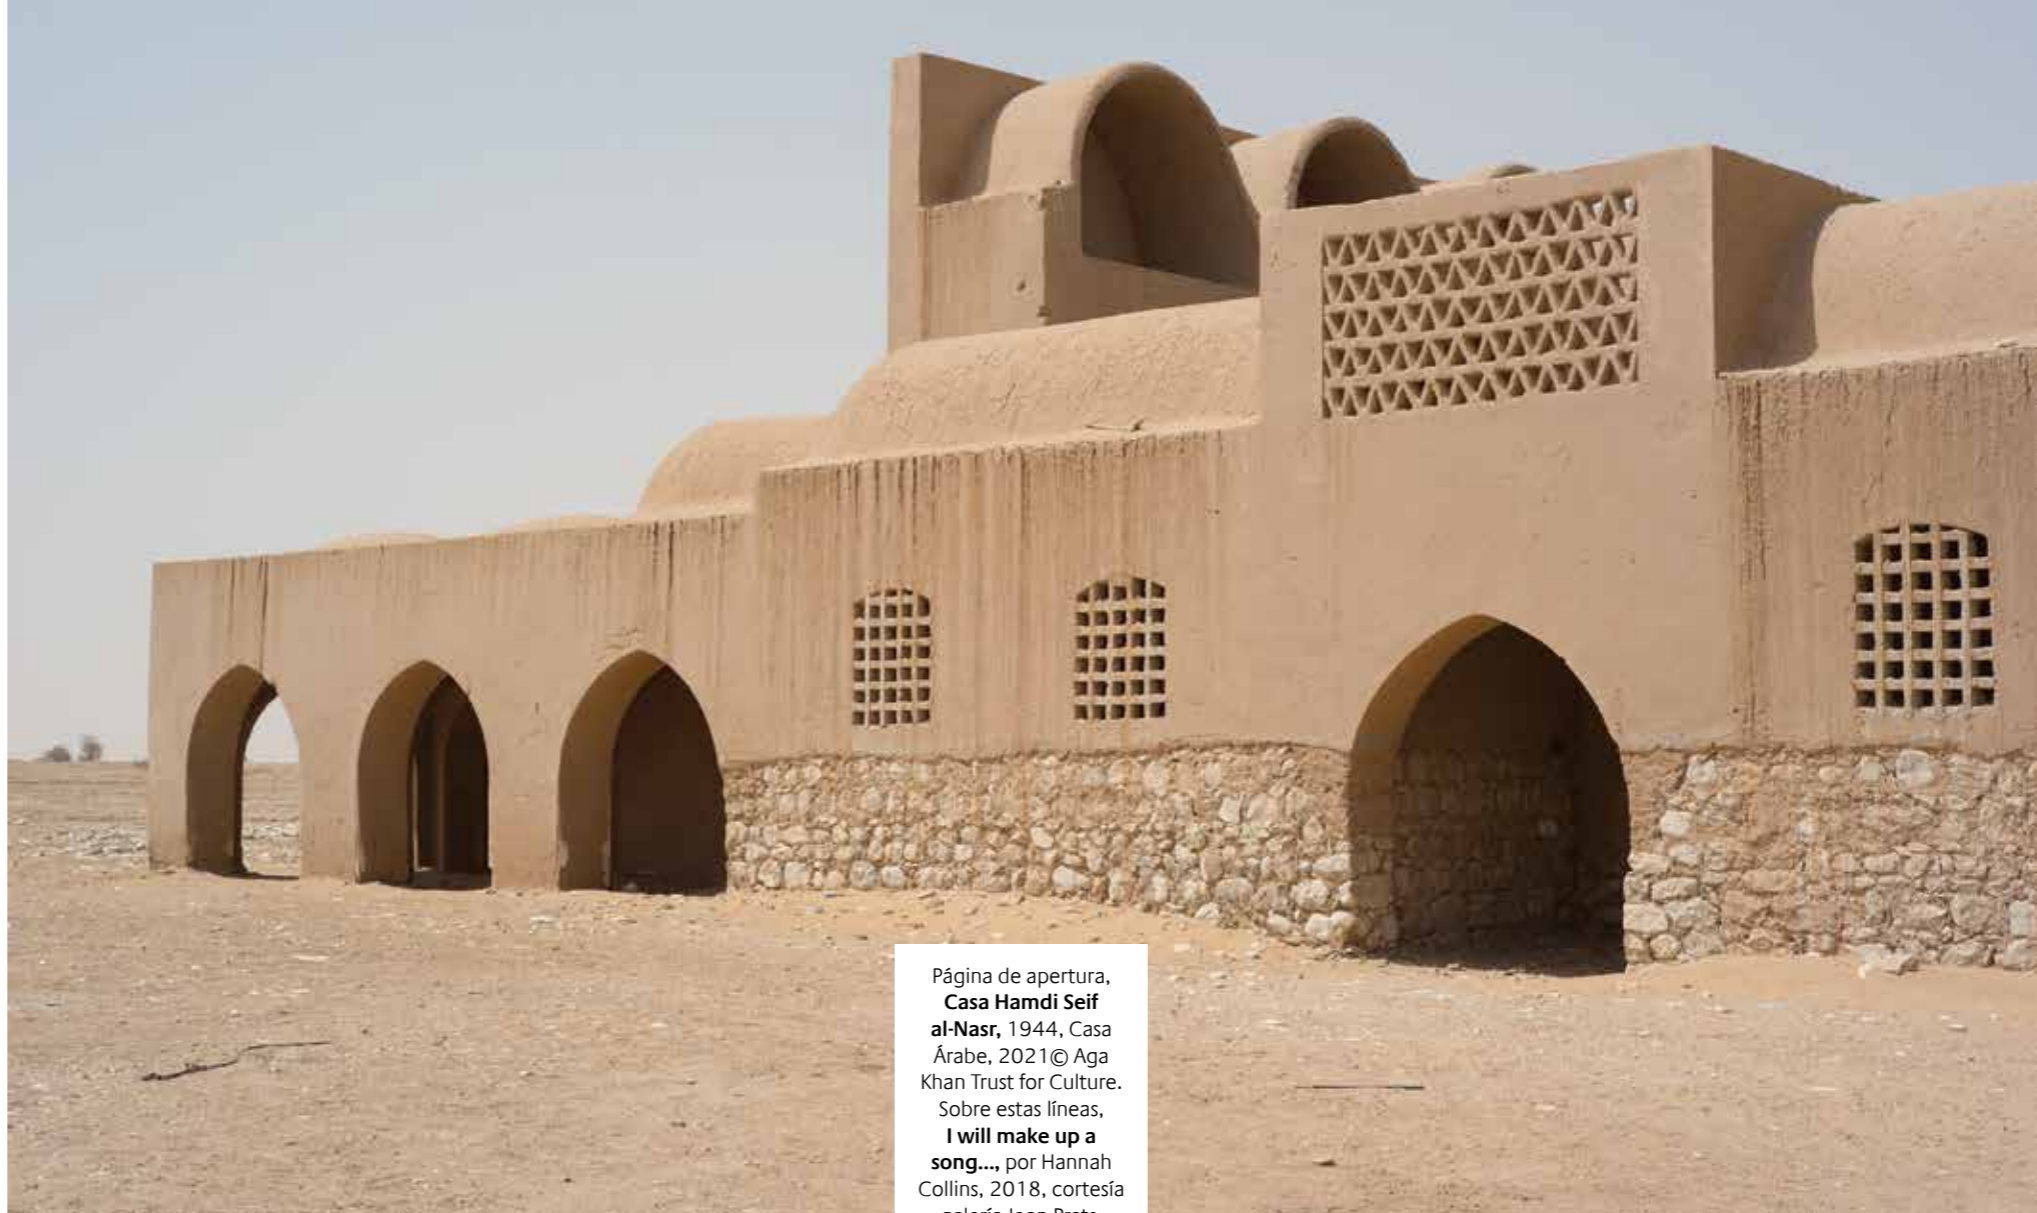 Página de apertura,
Casa Hamdi Seif
al-Nasr, 1944, Casa
Árabe, 2021© Aga
Khan Trust for Culture.
Sobre estas líneas,
I will make up a
song..., por Hannah
Collins, 2018, cortesía